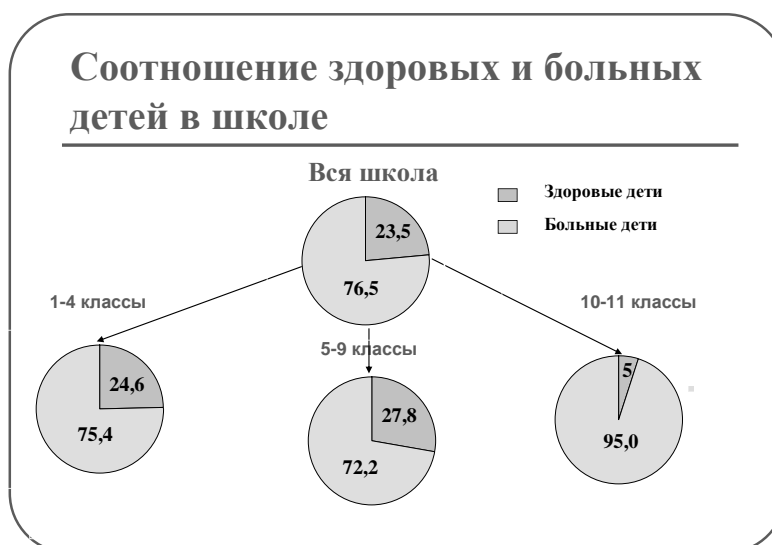 Соотношение здоровых и больных
детей в школе
Вся школа
Здоровые дети
Больные дети
23,5
76,5
1-4 классы
5-9 классы
10-11 классы
24,6
75,4
27,8
72,2
5
95,0